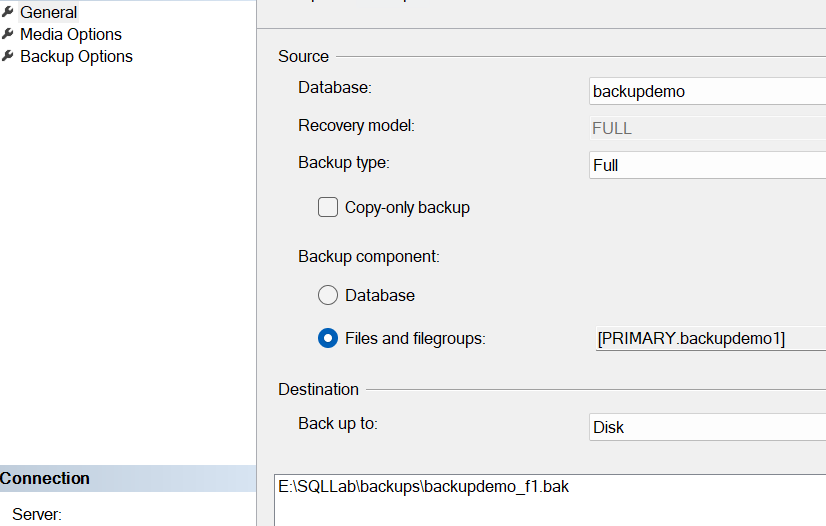 General
Media Options
Backup Options
Source
Database: backupdemo
Recovery model: FULL
Backup type: Full
Copy-only backup
Backup component:
Database
Files and filegroups: [PRIMARY.backupdemo1]
Destination
Back up to: Disk
E:\SQLLab\backups\backupdemo_f1.bak
Connection
Server: